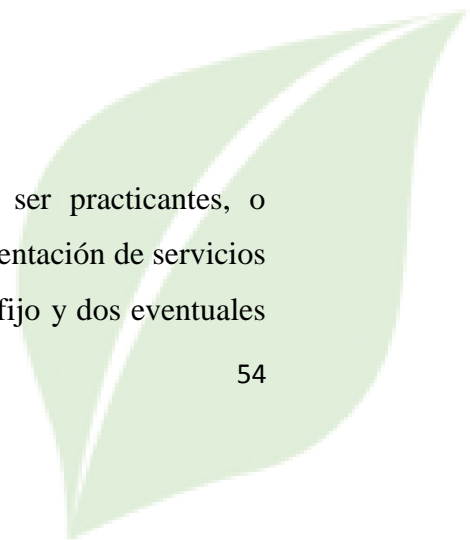 ser practicantes, o
entación de servicios
fijo y dos eventuales
54